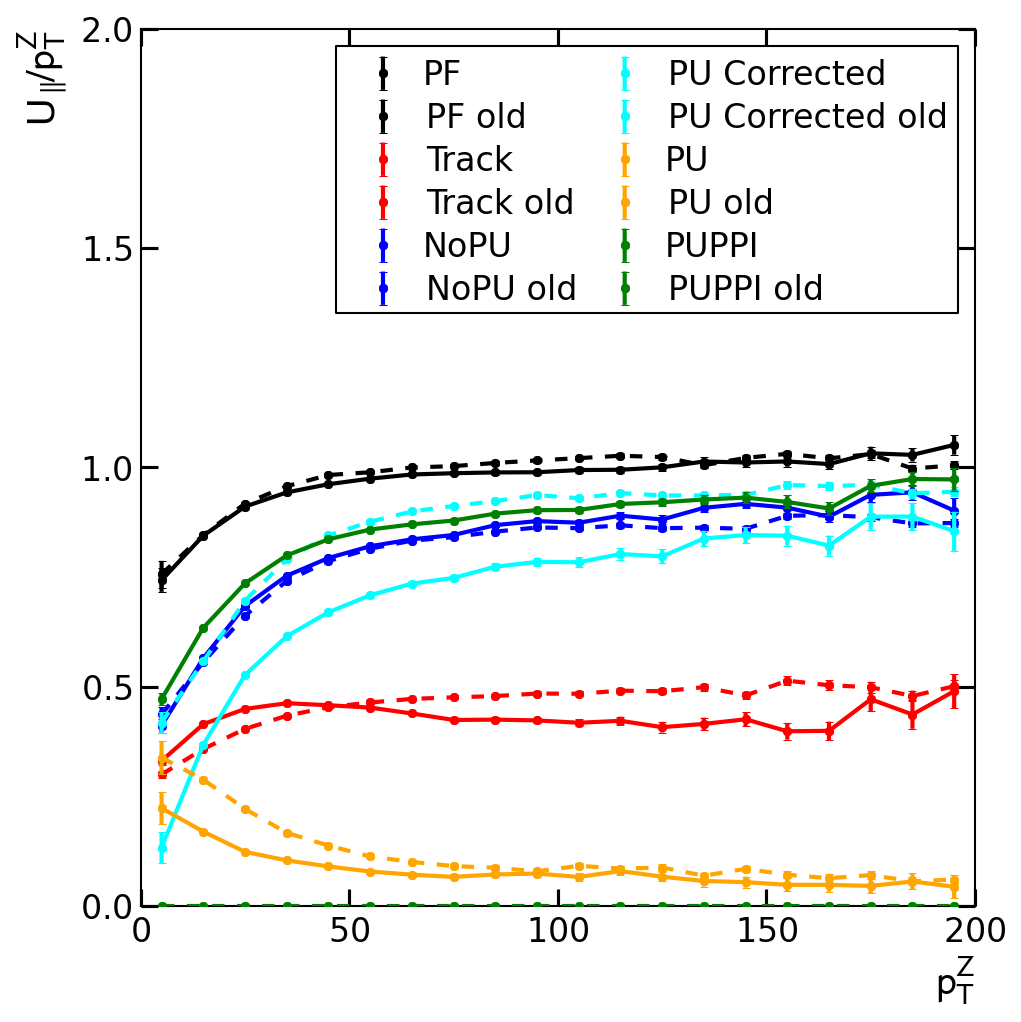 U∥/p_T^Z
2.0
1.5
1.0
0.5
0.0
PF
PF old
Track
Track old
NoPU
NoPU old
PU Corrected
PU Corrected old
PU
PU old
PUPPI
PUPPI old
0 50 100 150 200
p_T^Z